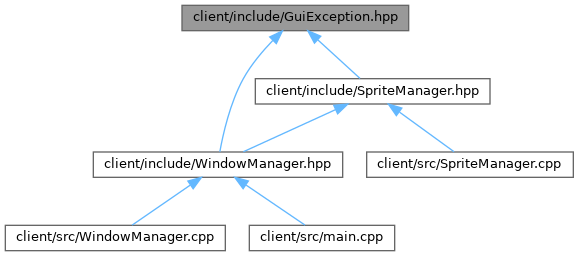 client/include/GuiException.hpp
client/include/SpriteManager.hpp
client/include/WindowManager.hpp
client/src/SpriteManager.cpp
client/src/WindowManager.cpp
client/src/main.cpp